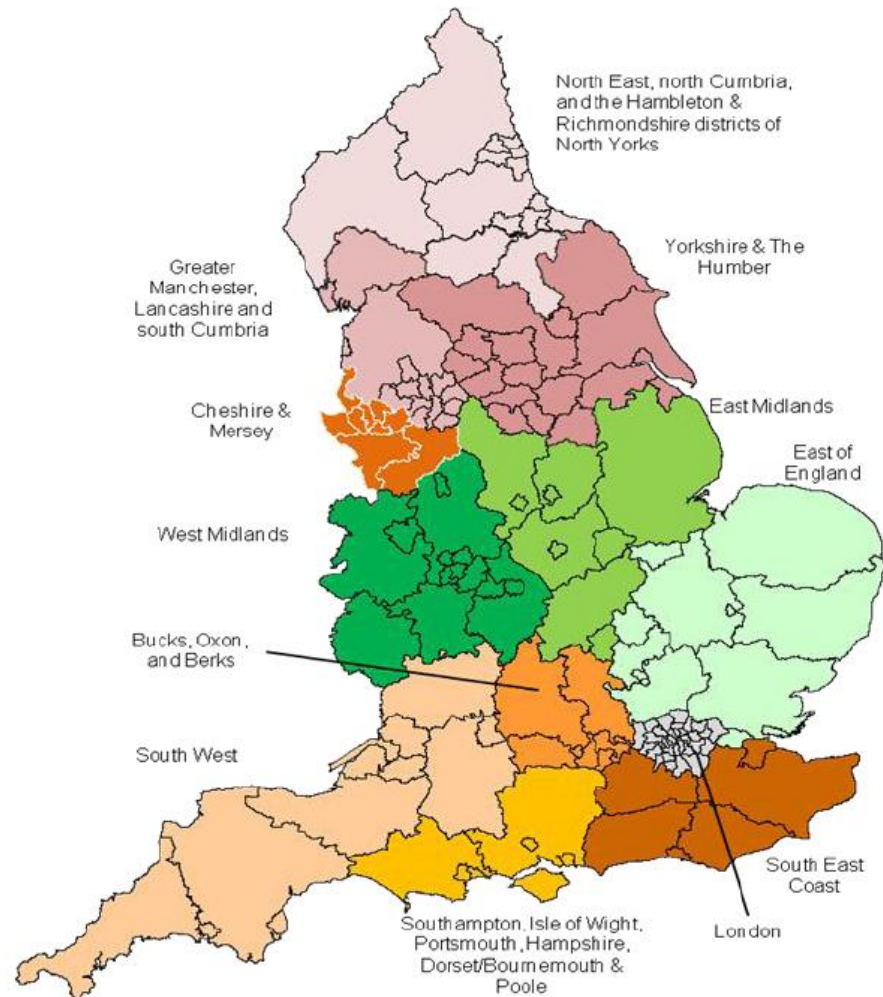 North East, north Cumbria,
and the Hambleton &
Richmondshire districts of
North Yorks
Yorkshire & The
Humber
Greater
Manchester,
Lancashire and
south Cumbria
Cheshire &
Mersey
East Midlands
East of
England
West Midlands
Bucks, Oxon,
and Berks
South West
South East
Coast
London
Southampton, Isle of Wight,
Portsmouth, Hampshire,
Dorset/Bournemouth &
Poole